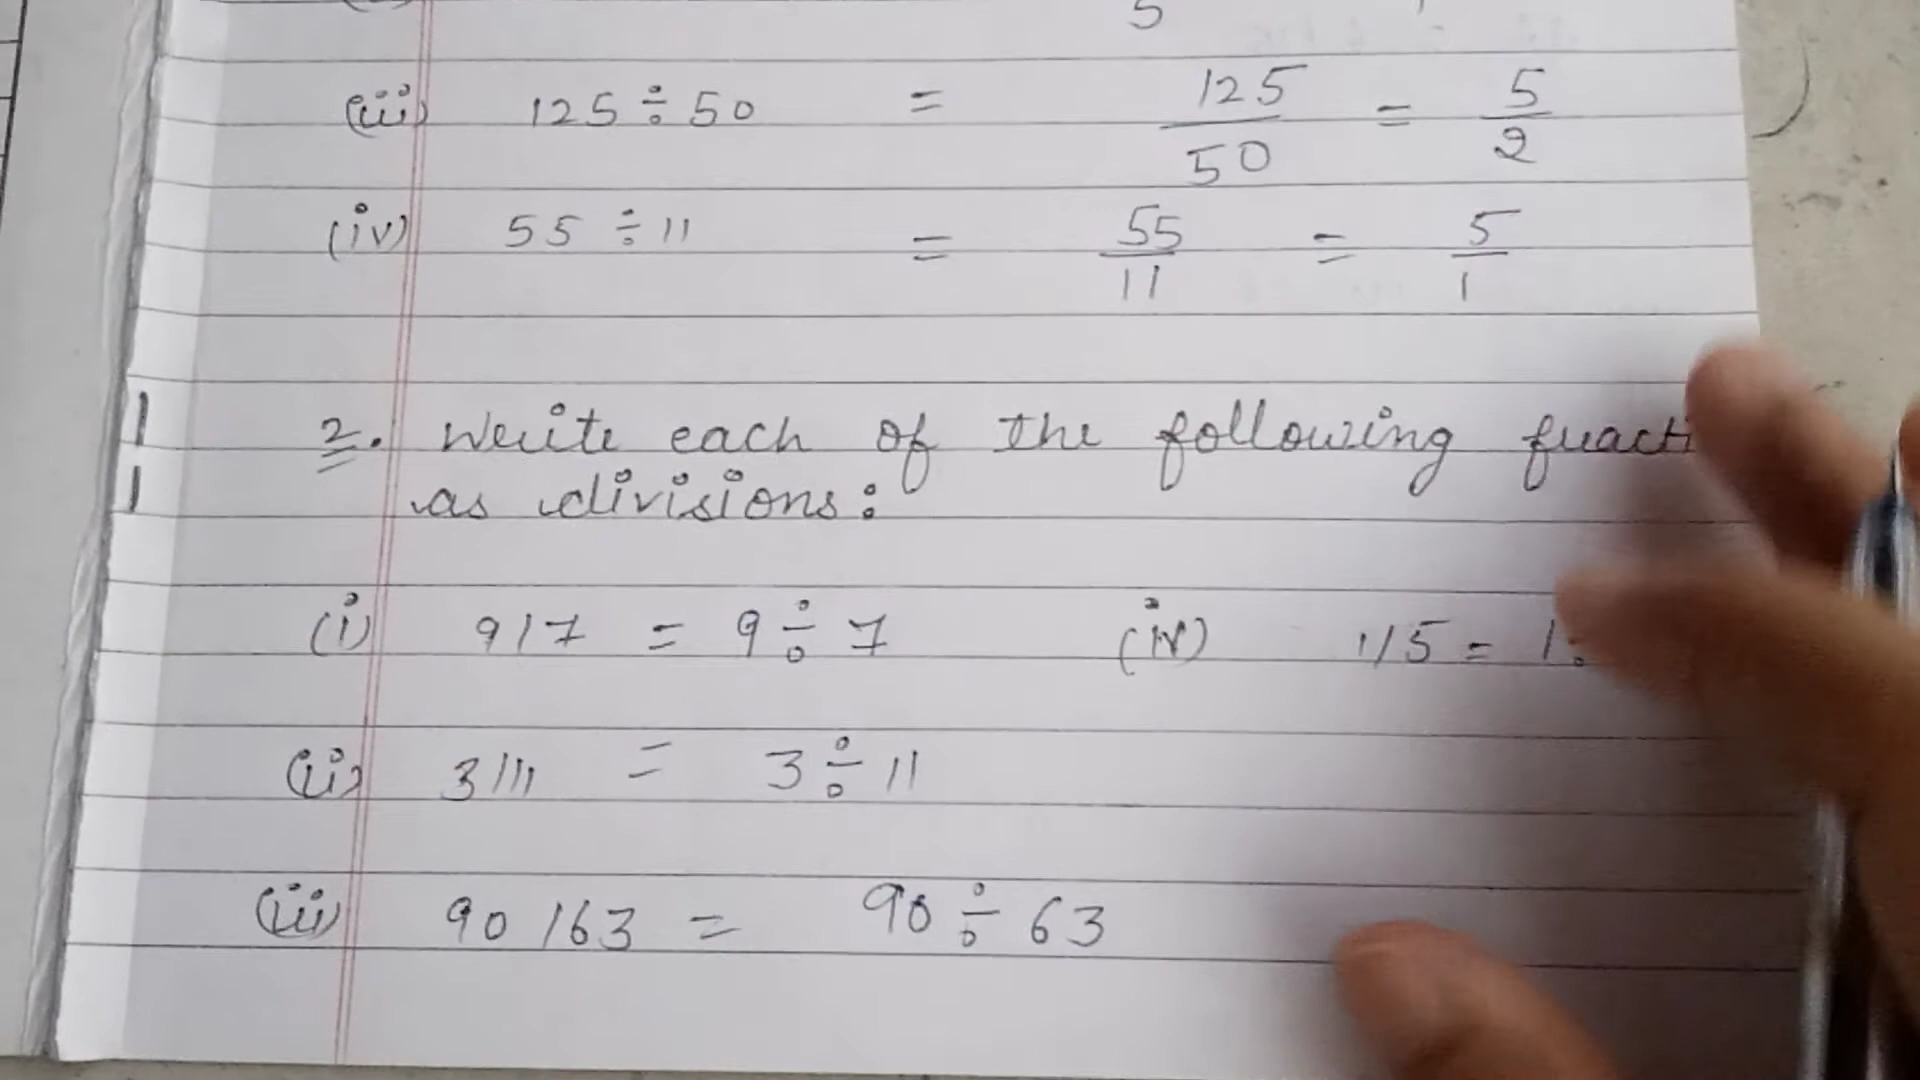 5
(iii) 125 ÷ 50 = 125/50 = 5/2
(iv) 55 ÷ 11 = 55/11 = 5/1
2. Write each of the following
as divisions:
(i) 9/7 = 9 ÷ 7 (iv) 1/5 = 1
(ii) 3/11 = 3 ÷ 11
(iii) 90/63 = 90 ÷ 63